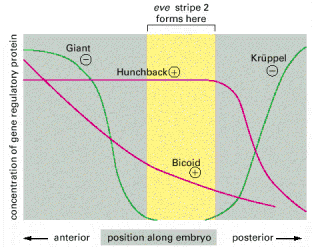 eve stripe 2
forms here
Giant
−
Krüppel
−
Hunchback +
Bicoid
+
concentration of gene regulatory protein
anterior
position along embryo
posterior